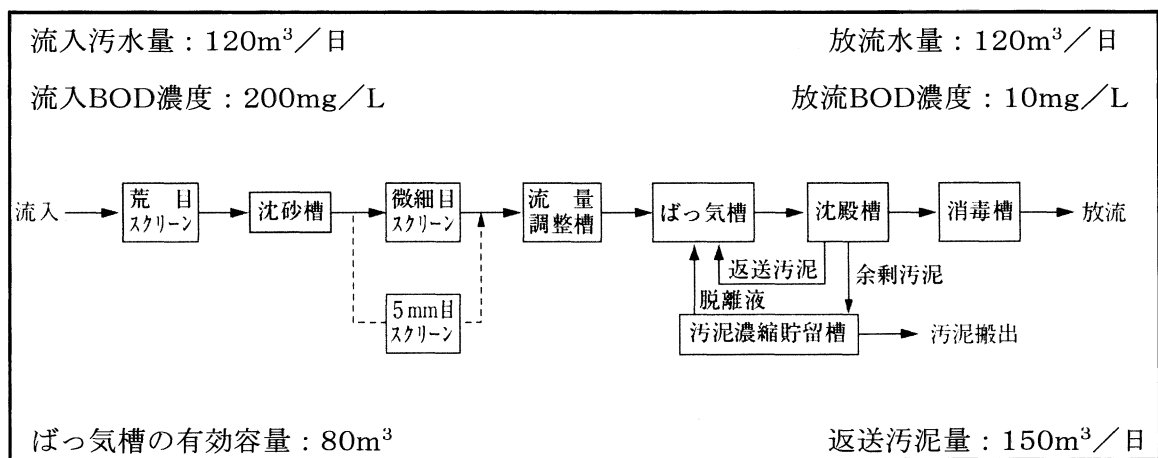 流入汚水量：120m³／日
放流水量：120m³／日
流入BOD濃度：200mg／L
放流BOD濃度：10mg／L
流入
荒目
スクリーン
沈砂槽
微細目
スクリーン
流量
調整槽
ばっ気槽
沈殿槽
消毒槽
放流
返送汚泥
余剰汚泥
脱離液
5mm目
スクリーン
汚泥濃縮貯留槽
汚泥搬出
ばっ気槽の有効容量：80m³
返送汚泥量：150m³／日